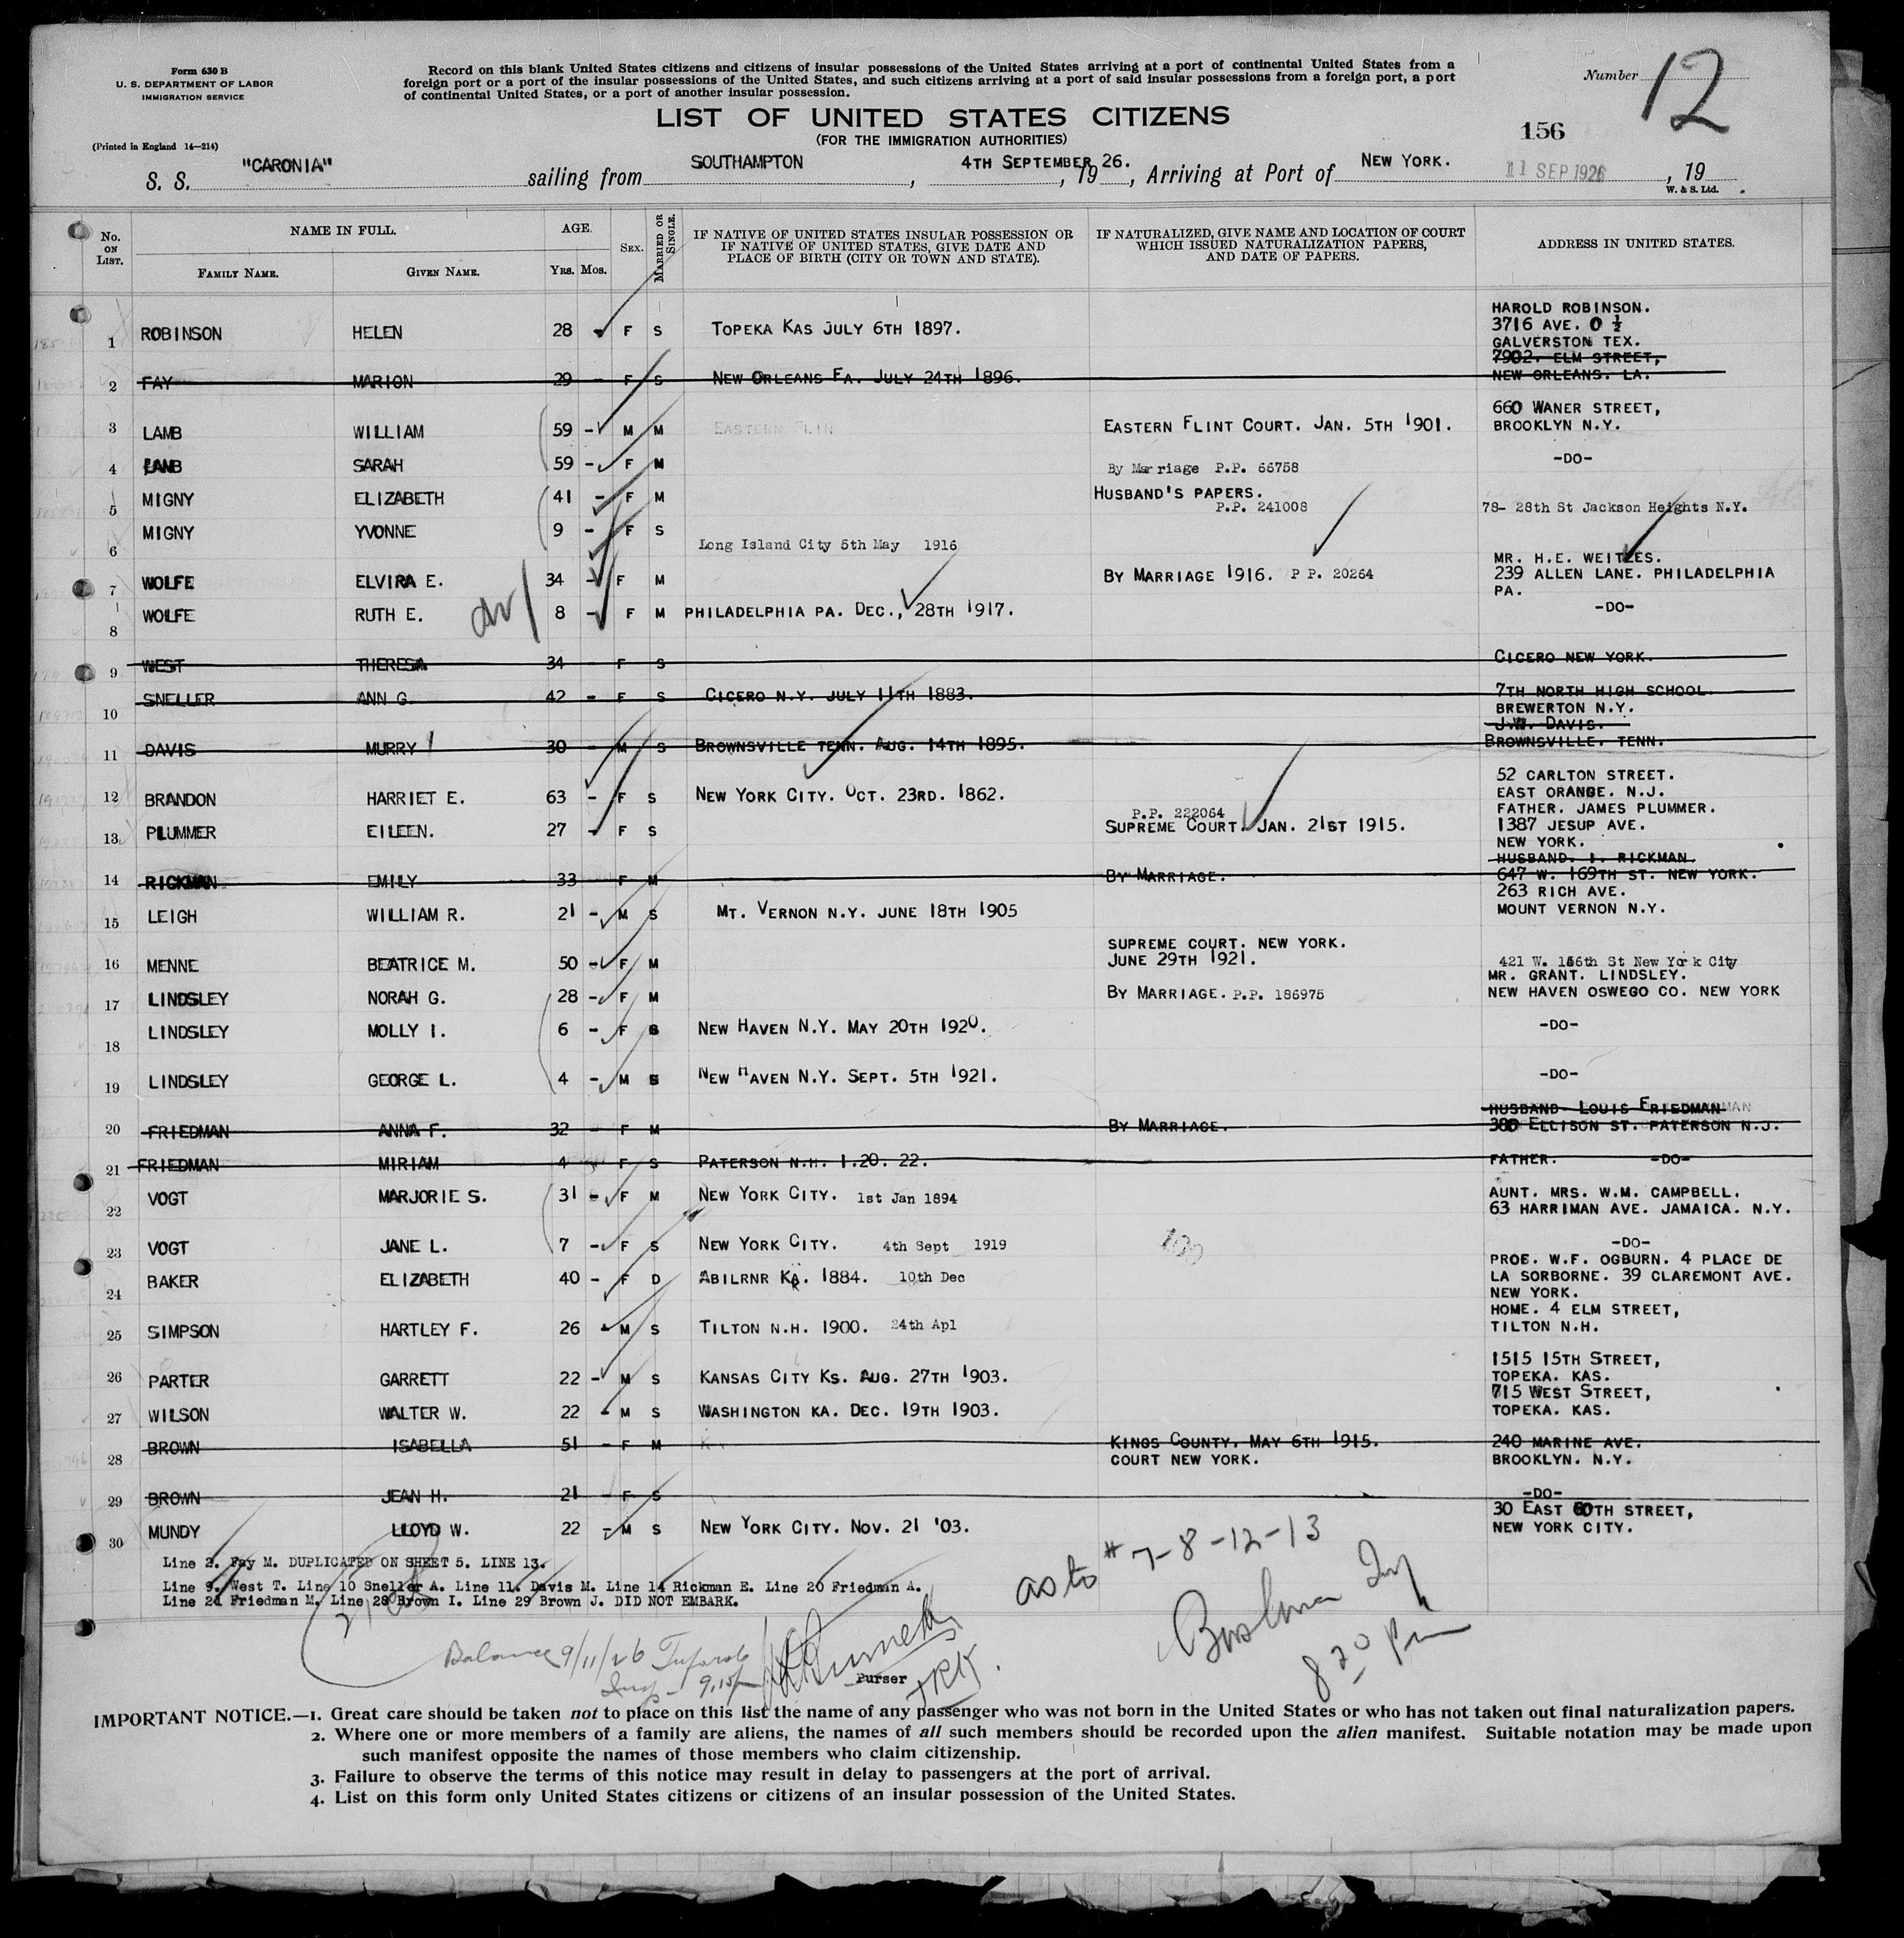 Form 630 B
U. S. DEPARTMENT OF LABOR
IMMIGRATION SERVICE
(Printed in England 14—214)
Record on this blank United States citizens and citizens of insular possessions of the United States arriving at a port of continental United States from a
foreign port or a port of the insular possessions of the United States, and such citizens arriving at a port of said insular possessions from a foreign port, a port
of continental United States, or a port of another insular possession.
Number 12
LIST OF UNITED STATES CITIZENS
(FOR THE IMMIGRATION AUTHORITIES)
156
S. S. "CARONIA" sailing from SOUTHAMPTON, 4TH SEPTEMBER 26., 19 , Arriving at Port of NEW YORK. 11 SEP 1926, 19
W. & S. Ltd.
No. ON LIST. NAME IN FULL. AGE. SEX. MARRIED OR SINGLE. IF NATIVE OF UNITED STATES INSULAR POSSESSION OR IF NATIVE OF UNITED STATES, GIVE DATE AND PLACE OF BIRTH (CITY OR TOWN AND STATE). IF NATURALIZED, GIVE NAME AND LOCATION OF COURT WHICH ISSUED NATURALIZATION PAPERS, AND DATE OF PAPERS. ADDRESS IN UNITED STATES.
FAMILY NAME. GIVEN NAME. YRS. MOS.
1 ROBINSON HELEN 28 - F S TOPEKA KAS JULY 6TH 1897. HAROLD ROBINSON.
3716 AVE. O ½
GALVERSTON TEX.
2 FAY MARION 29 - F S NEW ORLEANS FA. JULY 24TH 1896. 7902. ELM STREET,
NEW ORLEANS. LA.
3 LAMB WILLIAM 59 - M M EASTERN FLIN EASTERN FLINT COURT. JAN. 5TH 1901. 660 WANER STREET,
BROOKLYN N.Y.
4 LAMB SARAH 59 - F M By Marriage P.P. 66758 -DO-
5 MIGNY ELIZABETH 41 - F M HUSBAND'S PAPERS.
P.P. 241008 78- 28th St Jackson Heights N.Y.
6 MIGNY YVONNE 9 - F S Long Island City 5th May 1916
7 WOLFE ELVIRA E. 34 - F M BY MARRIAGE 1916. P P. 20264 MR. H.E. WEITZES.
239 ALLEN LANE. PHILADELPHIA
PA.
8 WOLFE RUTH E. 8 - F M PHILADELPHIA PA. DEC., 28TH 1917. -DO-
9 WEST THERESA 34 F S CICERO NEW YORK.
10 SNELLER ANN G. 42 - F S CICERO N.Y. JULY 11TH 1883. 7TH NORTH HIGH SCHOOL
BREWERTON N.Y.
11 DAVIS MURRY 30 - M S BROWNSVILLE TENN. AUG. 14TH 1895. J.W. DAVIS.
BROWNSVILLE. TENN.
12 BRANDON HARRIET E. 63 - F S NEW YORK CITY. OCT. 23RD. 1862. 52 CARLTON STREET.
EAST ORANGE. N.J.
13 PLUMMER EILEEN. 27 - F S P.P. 222064
SUPREME COURT. JAN. 21ST 1915. FATHER. JAMES PLUMMER.
1387 JESUP AVE.
NEW YORK.
14 RICKMAN EMILY 33 F M BY MARRIAGE. HUSBAND. I. RICKMAN.
647 W. 169TH ST. NEW YORK.
15 LEIGH WILLIAM R. 21 - M S MT. VERNON N.Y. JUNE 18TH 1905 263 RICH AVE.
MOUNT VERNON N.Y.
16 MENNE BEATRICE M. 50 - F M SUPREME COURT. NEW YORK.
JUNE 29TH 1921. 421 W. 166th St New York City
17 LINDSLEY NORAH G. 28 - F M BY MARRIAGE. P.P. 186975 MR. GRANT. LINDSLEY.
NEW HAVEN OSWEGO CO. NEW YORK
18 LINDSLEY MOLLY I. 6 - F S NEW HAVEN N.Y. MAY 20TH 1920. -DO-
19 LINDSLEY GEORGE L. 4 - M S NEW HAVEN N.Y. SEPT. 5TH 1921. -DO-
20 FRIEDMAN ANNA F. 32 - F M BY MARRIAGE. HUSBAND- LOUIS FRIEDMAN
380 ELLISON ST. PATERSON N.J.
21 FRIEDMAN MIRIAM 4 F S PATERSON N.H. 1.20. 22. FATHER. -DO-
22 VOGT MARJORIE S. 31 - F M NEW YORK CITY. 1st Jan 1894 AUNT. MRS. W.M. CAMPBELL.
63 HARRIMAN AVE. JAMAICA. N.Y.
23 VOGT JANE L. 7 - F S NEW YORK CITY. 4th Sept 1919 100 -DO-
24 BAKER ELIZABETH 40 - F D ABILRNR KA. 1884. 10th Dec PROF. W.F. OGBURN. 4 PLACE DE
LA SORBORNE. 39 CLAREMONT AVE.
NEW YORK.
25 SIMPSON HARTLEY F. 26 - M S TILTON N.H. 1900. 24th Apl HOME. 4 ELM STREET,
TILTON N.H.
26 PARTER GARRETT 22 - M S KANSAS CITY KS. AUG. 27TH 1903. 1515 15TH STREET,
TOPEKA. KAS.
27 WILSON WALTER W. 22 - M S WASHINGTON KA. DEC. 19TH 1903. 715 WEST STREET,
TOPEKA. KAS.
28 BROWN ISABELLA 51 - F M KINGS COUNTY. MAY 6TH 1915.
COURT NEW YORK. 240 MARINE AVE.
BROOKLYN. N.Y.
29 BROWN JEAN H. 21 - F S -DO-
30 MUNDY LLOYD W. 22 - M S NEW YORK CITY. NOV. 21 '03. 30 EAST 60TH STREET,
NEW YORK CITY.
Line 2. Fay M. DUPLICATED ON SHEET 5. LINE 13.
Line 9. West T. Line 10 Sneller A. Line 11. Davis M. Line 14 Rickman E. Line 20 Friedman A.
Line 21 Friedman M. Line 28 Brown I. Line 29 Brown J. DID NOT EMBARK.
as to # 7-8-12-13
8 20 pm
Balance 9/11/26
Insp - 9.15 pm
Purser
IMPORTANT NOTICE.—1. Great care should be taken not to place on this list the name of any passenger who was not born in the United States or who has not taken out final naturalization papers.
2. Where one or more members of a family are aliens, the names of all such members should be recorded upon the alien manifest. Suitable notation may be made upon
such manifest opposite the names of those members who claim citizenship.
3. Failure to observe the terms of this notice may result in delay to passengers at the port of arrival.
4. List on this form only United States citizens or citizens of an insular possession of the United States.